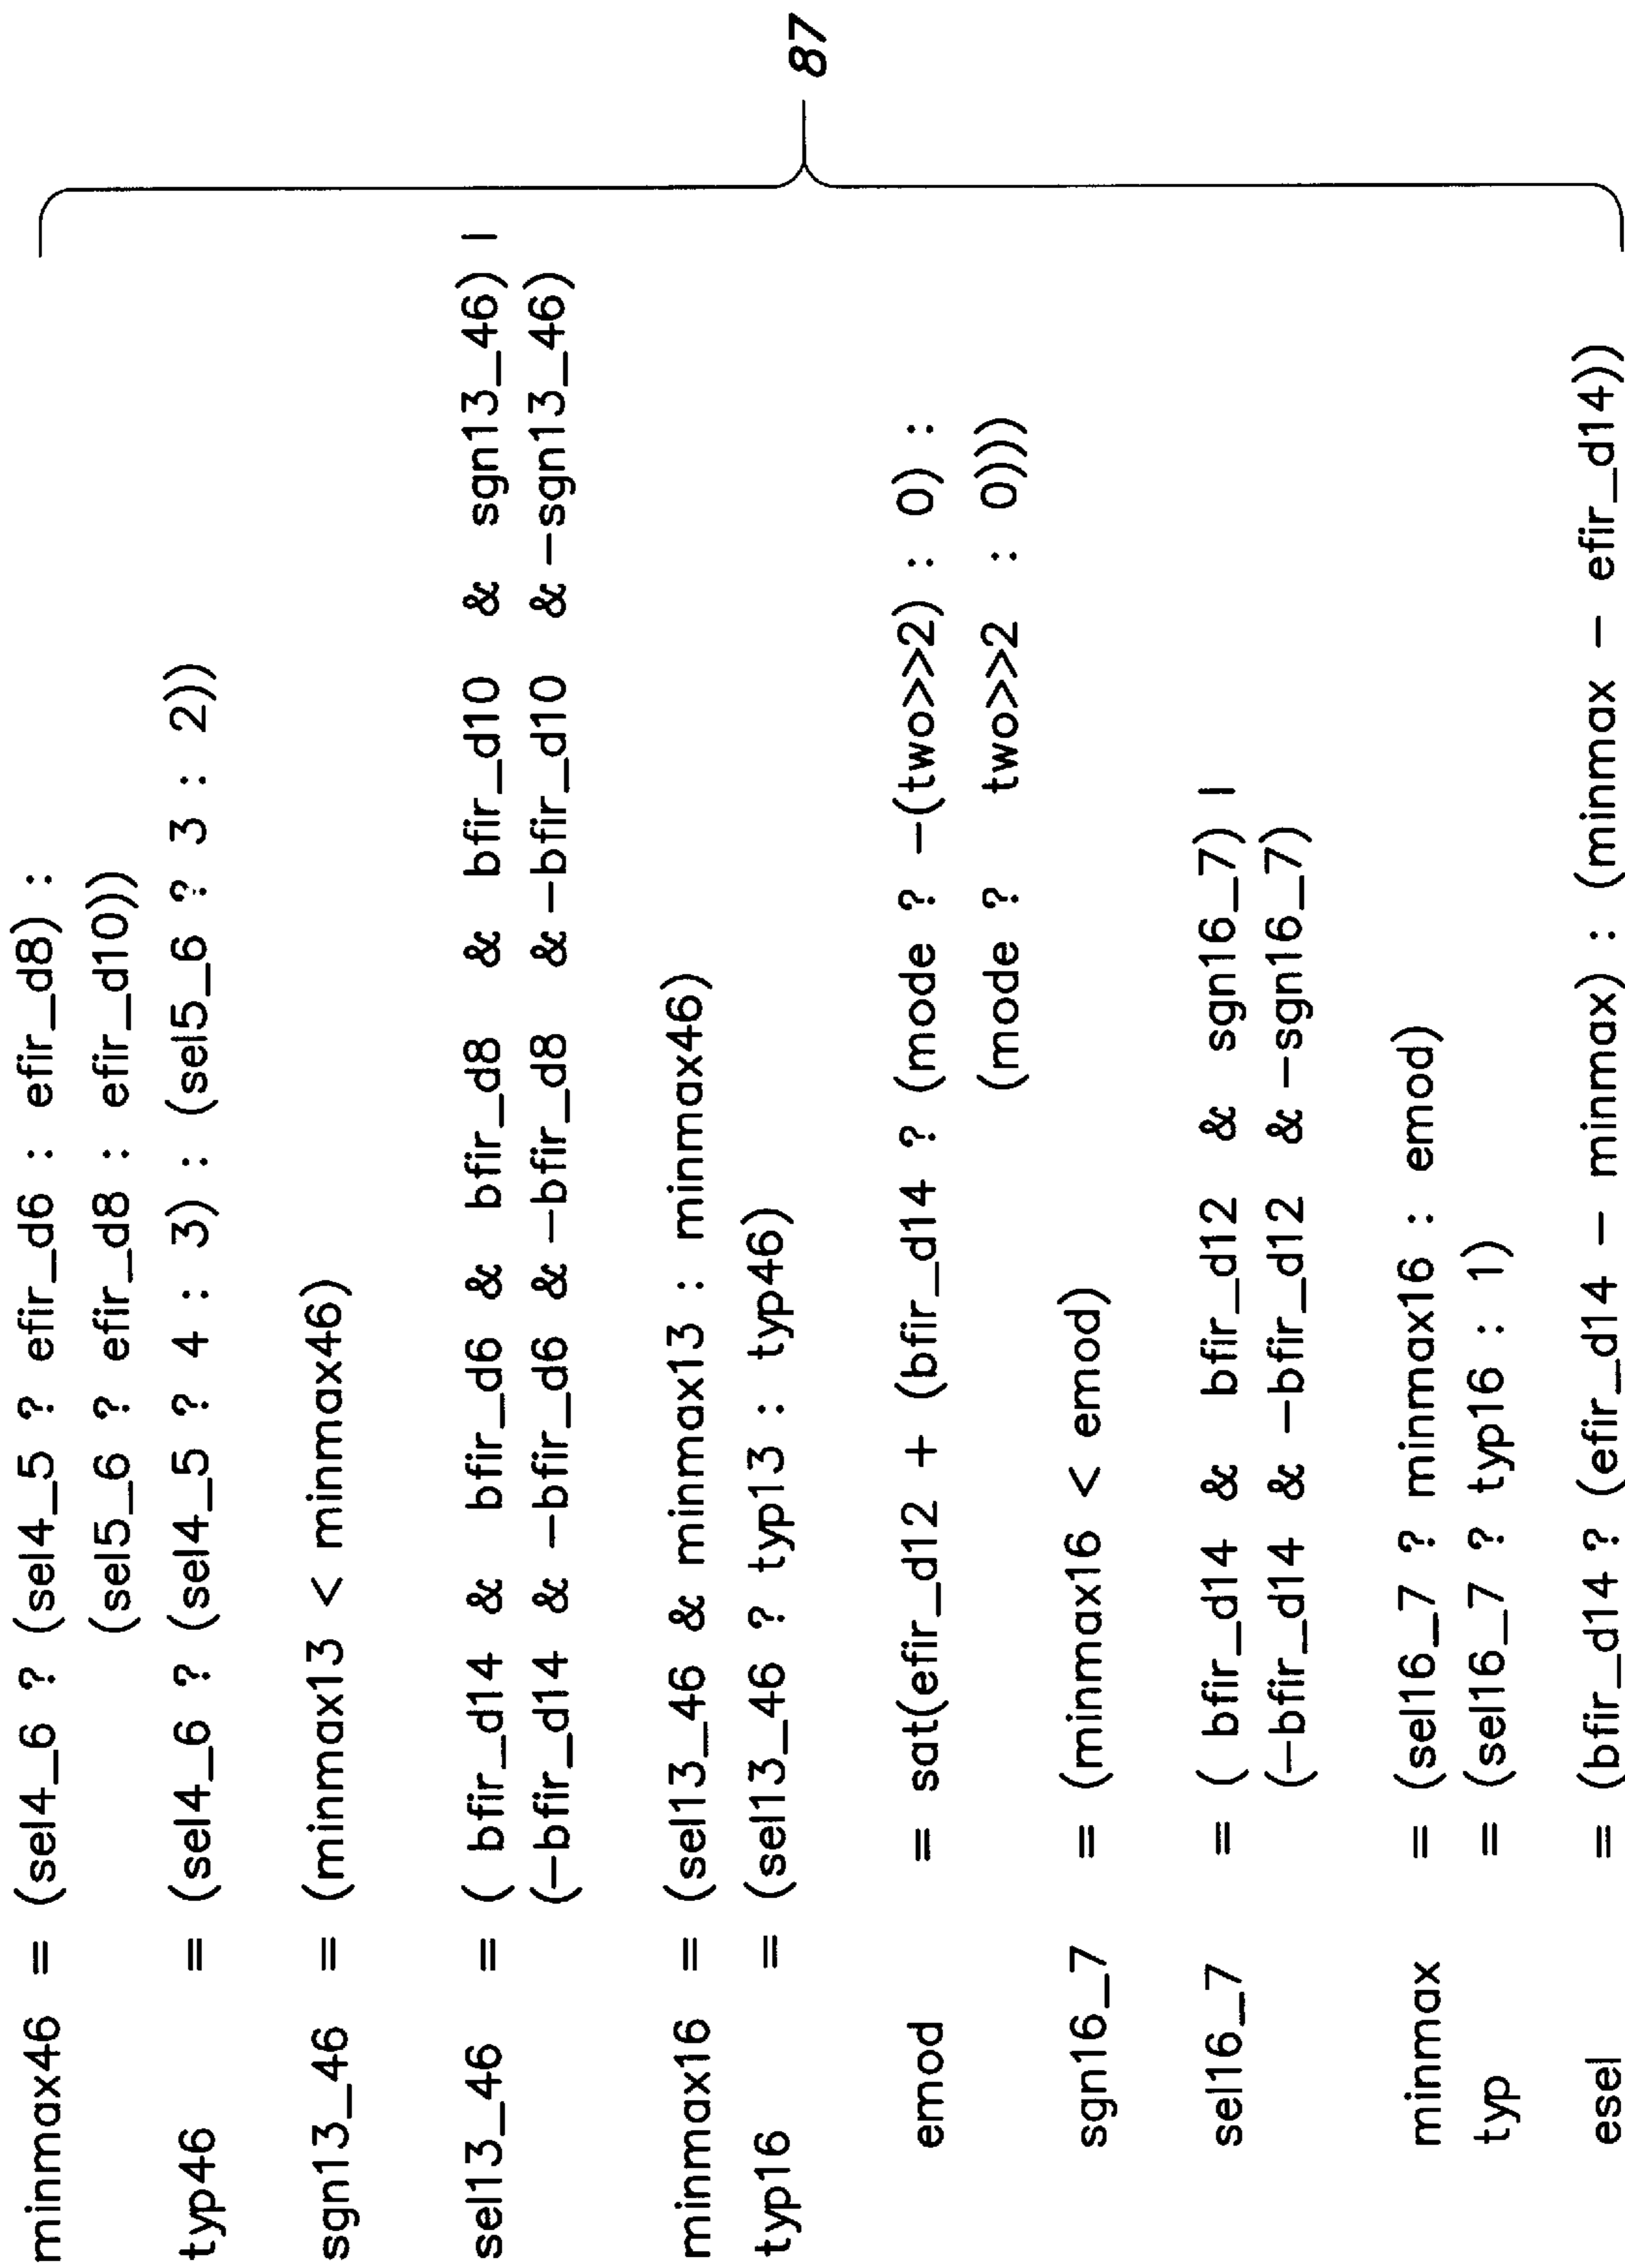 minmax46 = (sel4_6 ? (sel4_5 ? efir_d6 : efir_d8) :
(sel5_6 ? efir_d8 : efir_d10))
typ46 = (sel4_6 ? (sel4_5 ? 4 : 3) : (sel5_6 ? 3 : 2))
sgn13_46 = (minmax13 < minmax46)
sel13_46 = ( bfir_d14 & bfir_d6 & bfir_d8 & bfir_d10 & sgn13_46) |
(-bfir_d14 & -bfir_d6 & -bfir_d8 & -bfir_d10 & -sgn13_46)
minmax16 = (sel13_46 & minmax13 : minmax46)
typ16 = (sel13_46 ? typ13 : typ46)
emod = sat(efir_d12 + (bfir_d14 ? (mode ? -(two>>2) : 0) :
(mode ? two>>2 : 0)))
sgn16_7 = (minmax16 < emod)
sel16_7 = ( bfir_d14 & bfir_d12 & sgn16_7) |
(-bfir_d14 & -bfir_d12 & -sgn16_7)
minmax = (sel16_7 ? minmax16 : emod)
typ = (sel16_7 ? typ16 : 1)
esel = (bfir_d14 ? (efir_d14 - minmax) : (minmax - efir_d14))
87